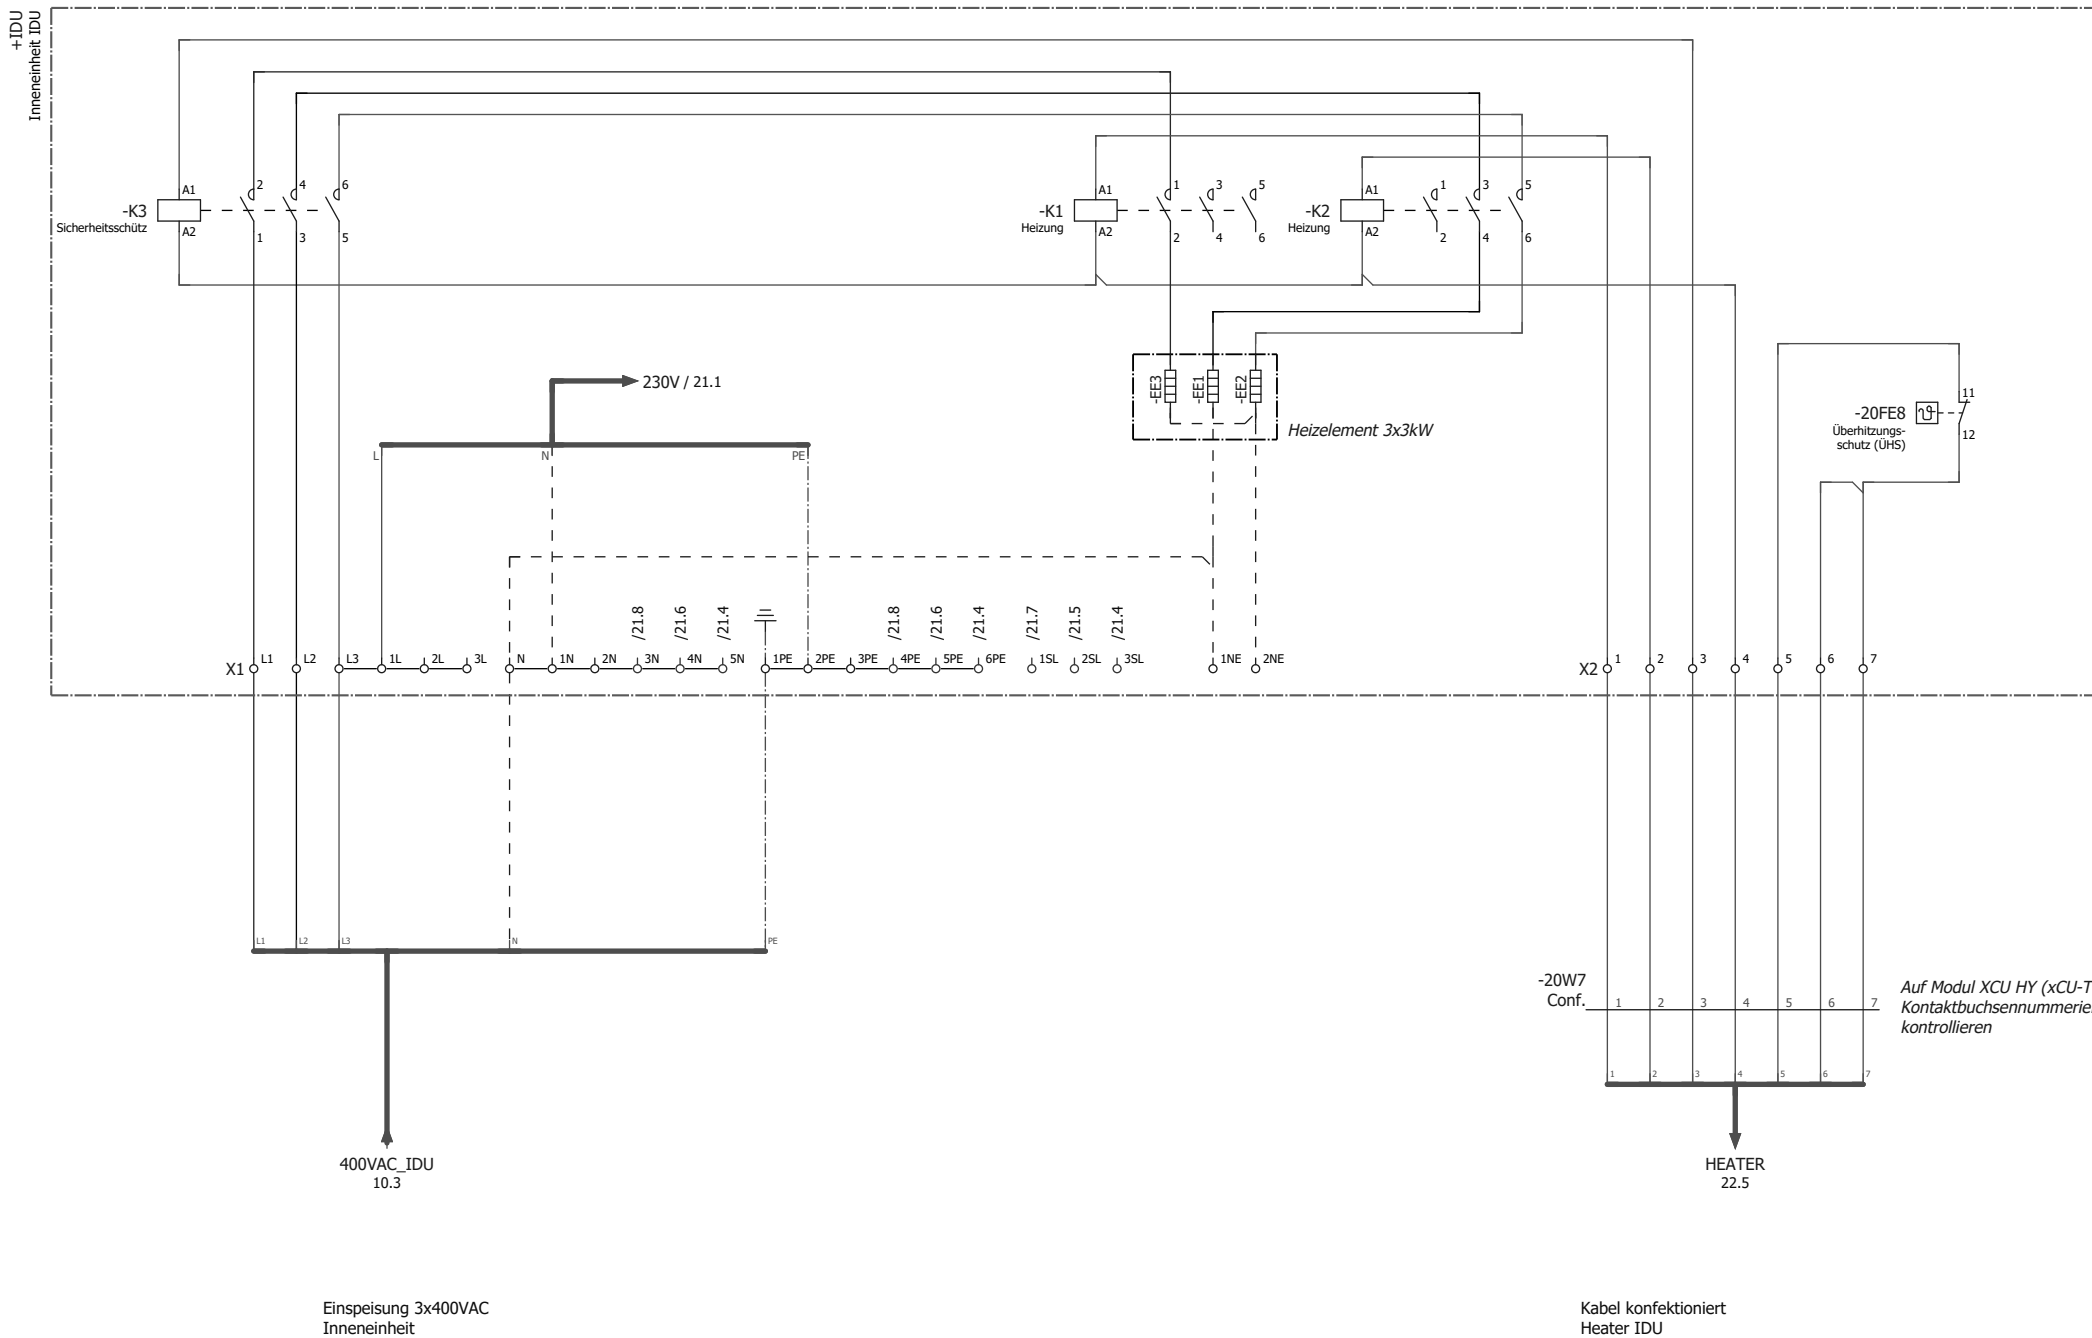 +IDU
Inneneinheit IDU
-K3
Sicherheitsschütz
A1
A2
2
4
6
1
3
5
-K1
Heizung
A1
A2
1
3
5
2
4
6
-K2
Heizung
A1
A2
1
3
5
2
4
6
230V / 21.1
L
N
PE
-EE3
-EE1
-EE2
Heizelement 3x3kW
-20FE8
Überhitzungs-
schutz (ÜHS)
11
12
/21.8
/21.6
/21.4
/21.8
/21.6
/21.4
/21.7
/21.5
/21.4
X1
L1
L2
L3
1L
2L
3L
N
1N
2N
3N
4N
5N
1PE
2PE
3PE
4PE
5PE
6PE
1SL
2SL
3SL
1NE
2NE
X2
1
2
3
4
5
6
7
L1
L2
L3
N
PE
400VAC_IDU
10.3
-20W7
Conf.
1
2
3
4
5
6
7
Auf Modul XCU HY (xCU-T
Kontaktbuchsennummerie
kontrollieren
1
2
3
4
5
6
7
HEATER
22.5
Einspeisung 3x400VAC
Inneneinheit
Kabel konfektioniert
Heater IDU